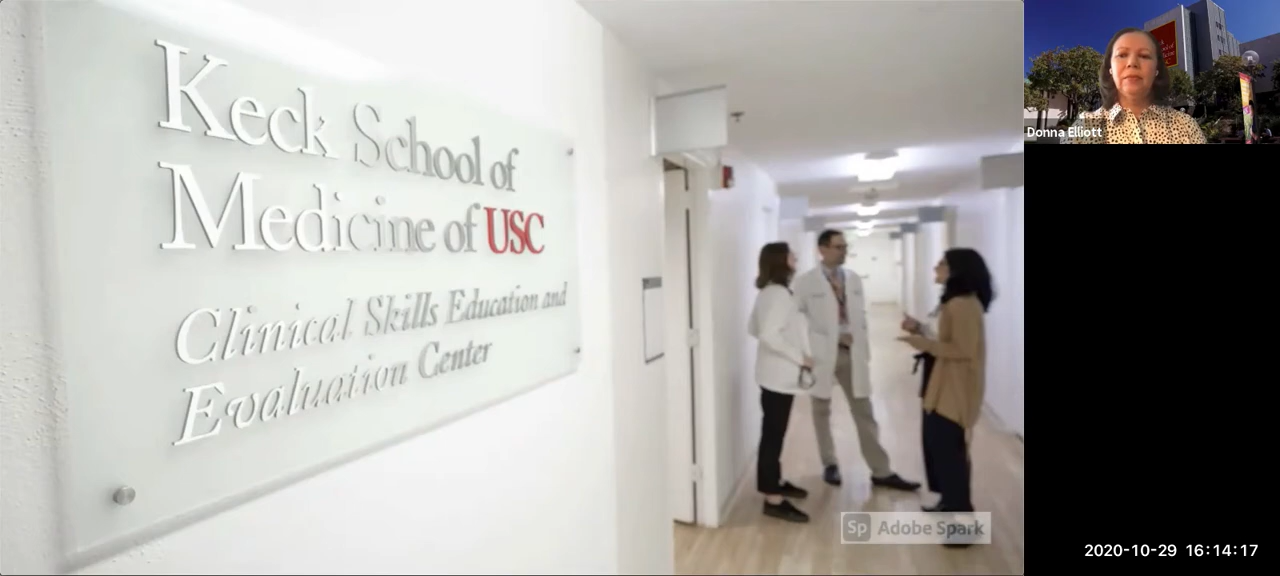 Keck School of
Medicine of USC
Clinical Skills Education and
Evaluation Center
Sp Adobe Spark
Donna Elliott
2020-10-29 16:14:17